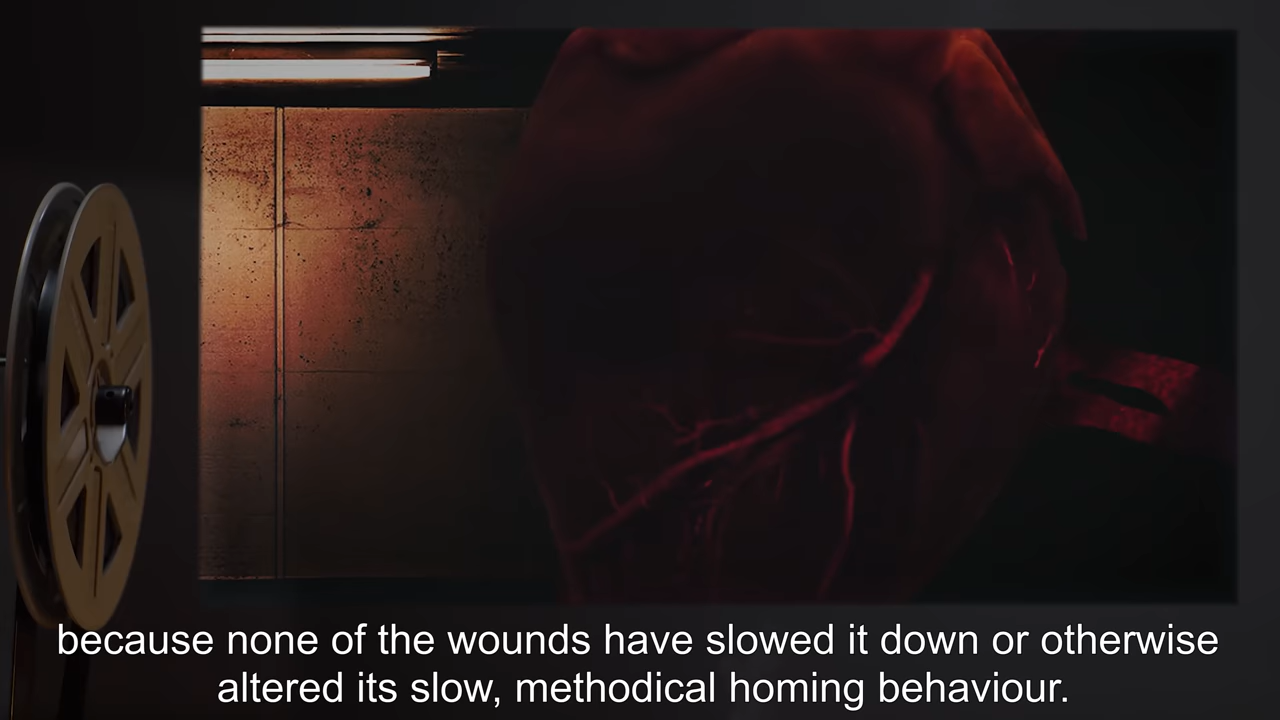 because none of the wounds have slowed it down or otherwise
altered its slow, methodical homing behaviour.